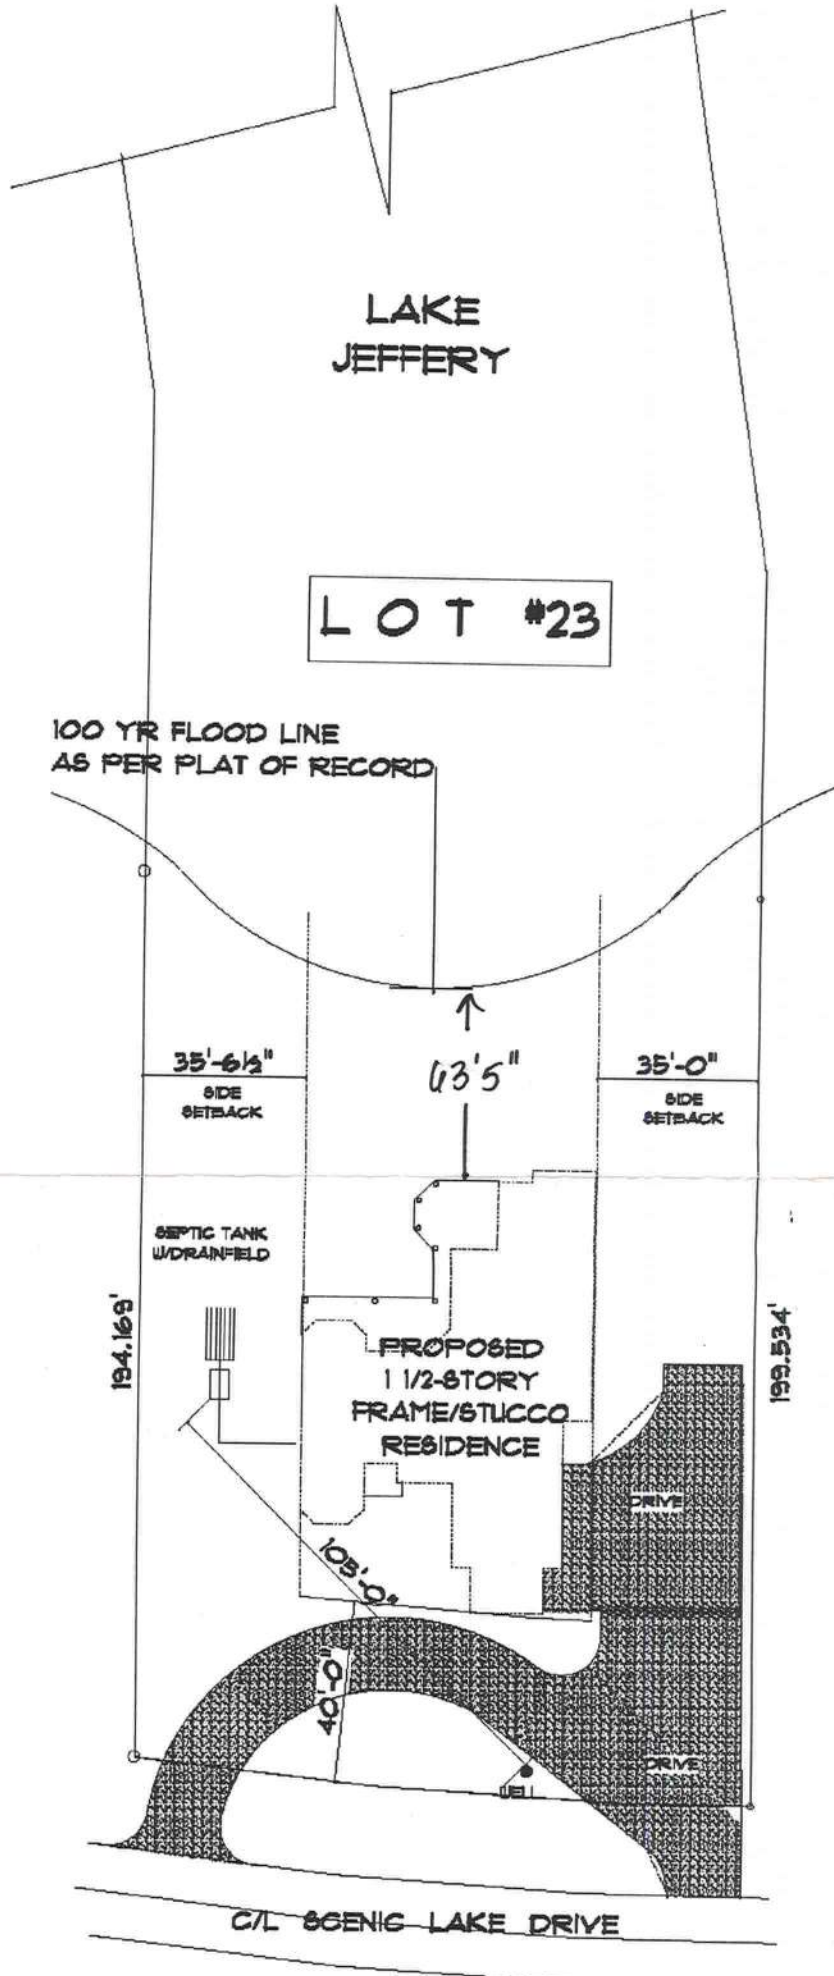 LAKE
JEFFERY
LOT #23
100 YR FLOOD LINE
AS PER PLAT OF RECORD
35'-6½"
SIDE
SETBACK
63'5"
35'-0"
SIDE
SETBACK
SEPTIC TANK
W/DRAINFIELD
194.169'
199.534'
PROPOSED
1 1/2-STORY
FRAME/STUCCO
RESIDENCE
DRIVE
105'-0"
40'-0"
DRIVE
WELL
C/L SCENIC LAKE DRIVE